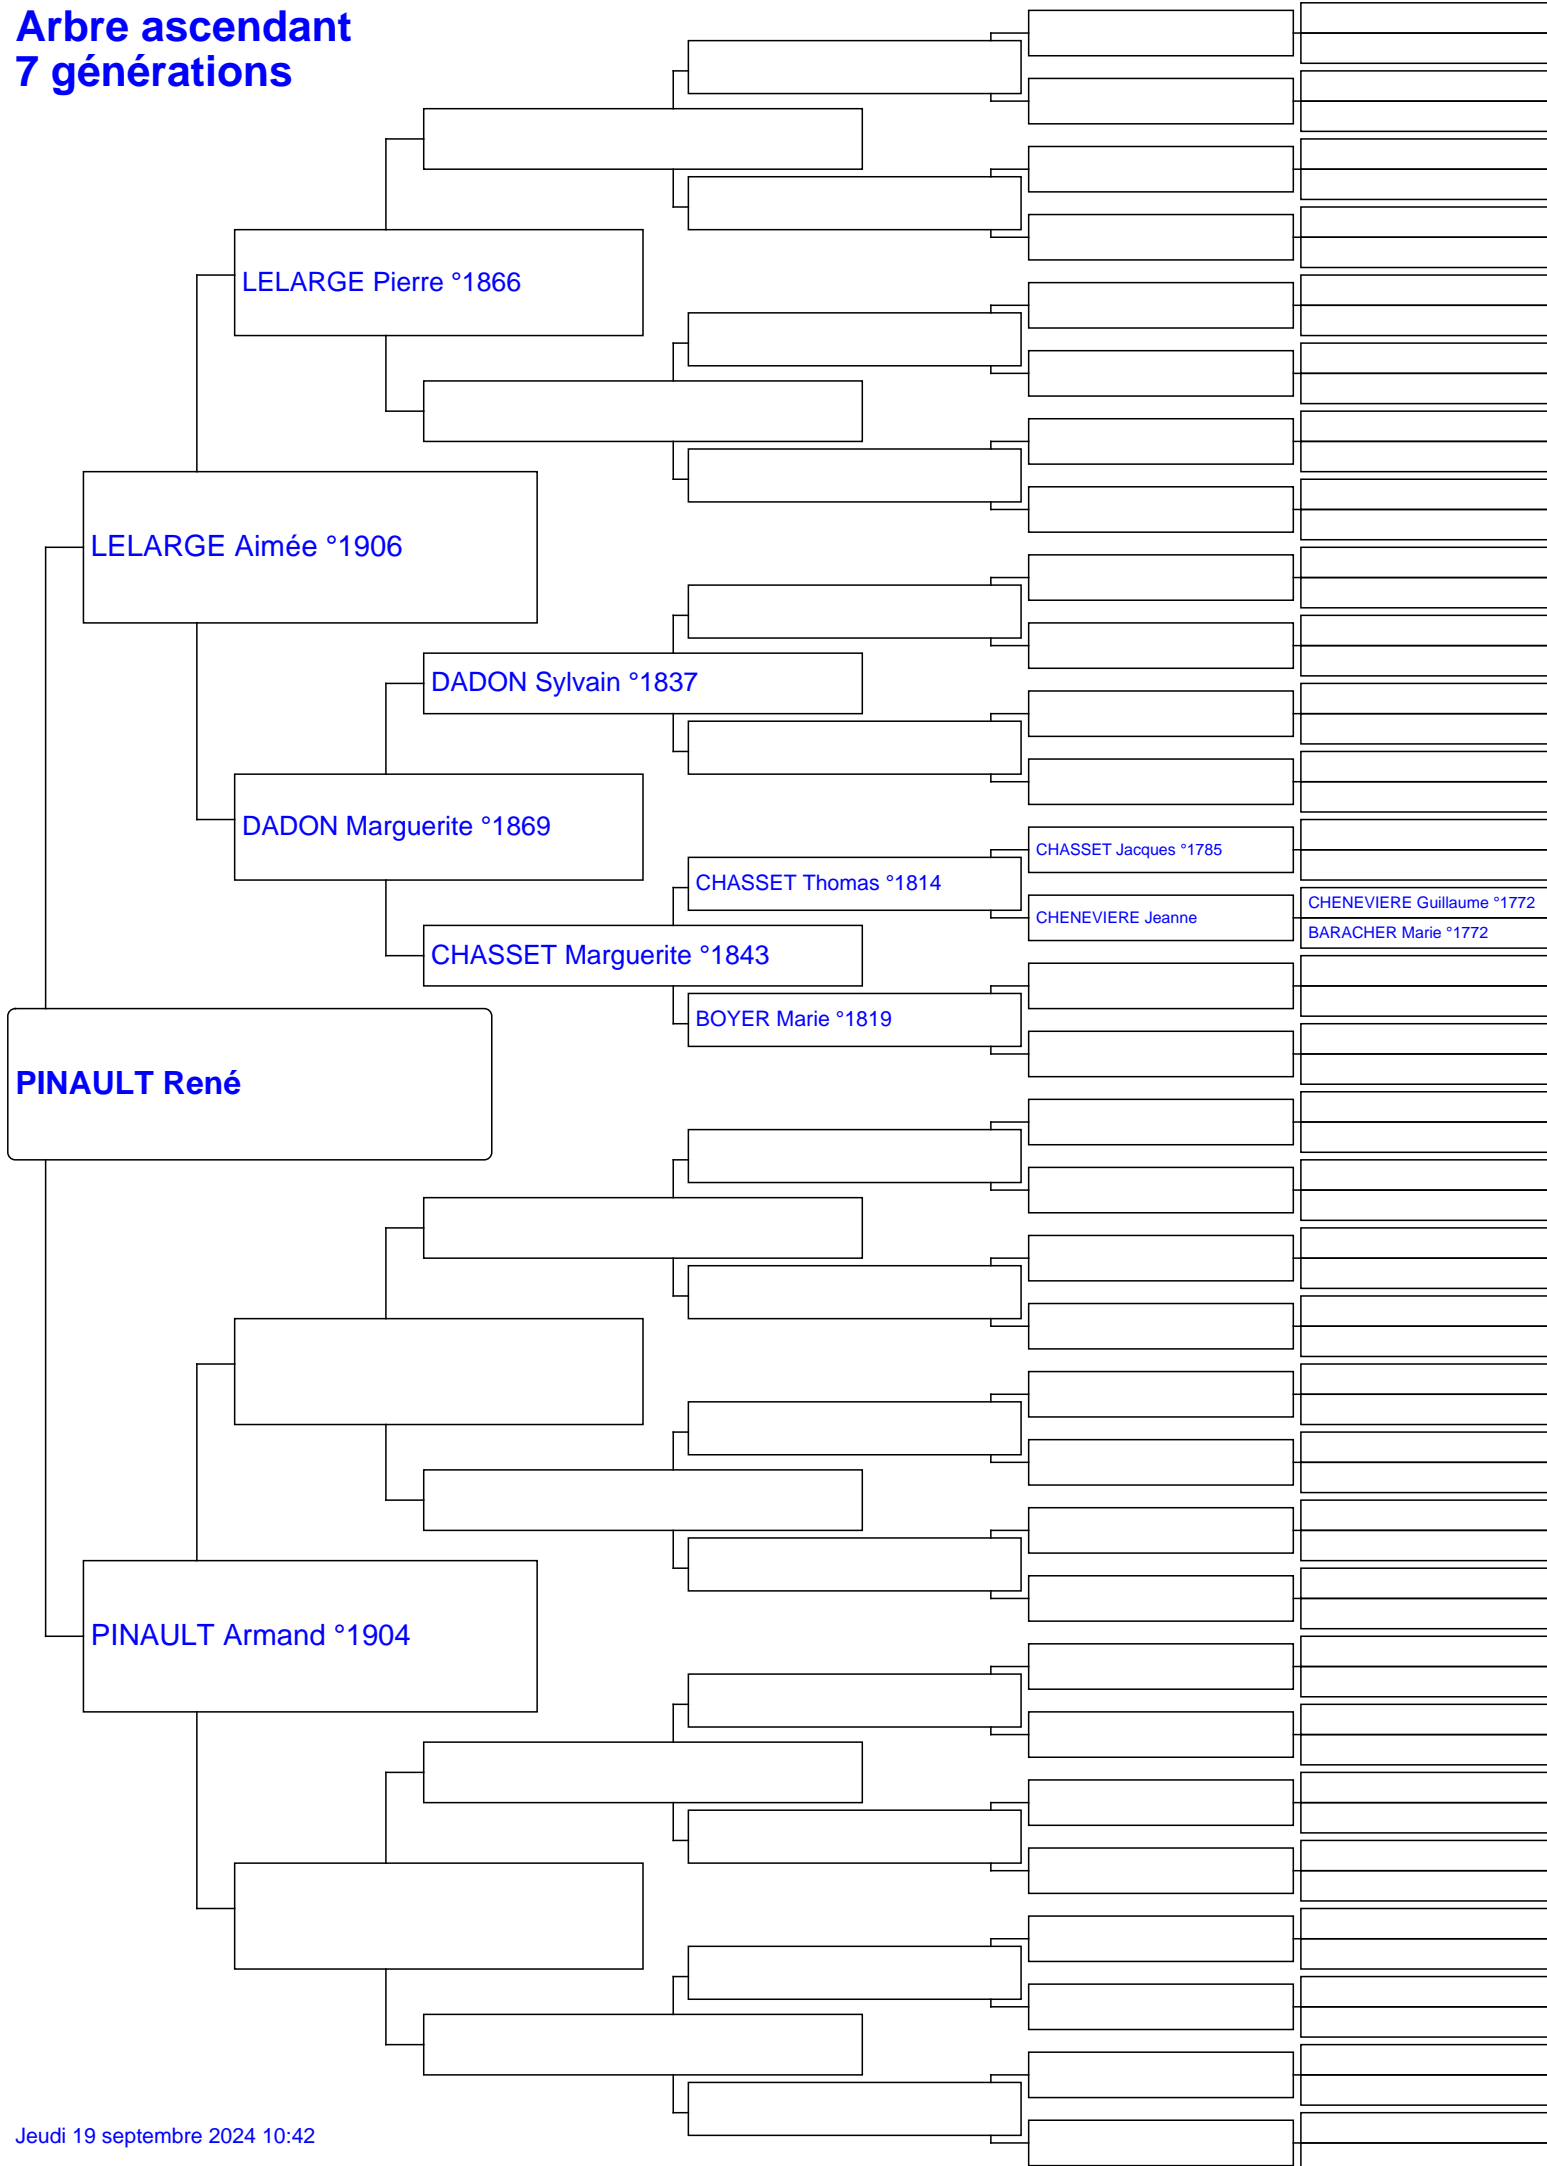 Arbre ascendant
7 générations
LELARGE Pierre °1866
LELARGE Aimée °1906
DADON Sylvain °1837
DADON Marguerite °1869
CHASSET Jacques °1785
CHASSET Thomas °1814
CHENEVIERE Guillaume °1772
CHENEVIERE Jeanne
BARACHER Marie °1772
CHASSET Marguerite °1843
BOYER Marie °1819
PINAULT René
PINAULT Armand °1904
Jeudi 19 septembre 2024 10:42